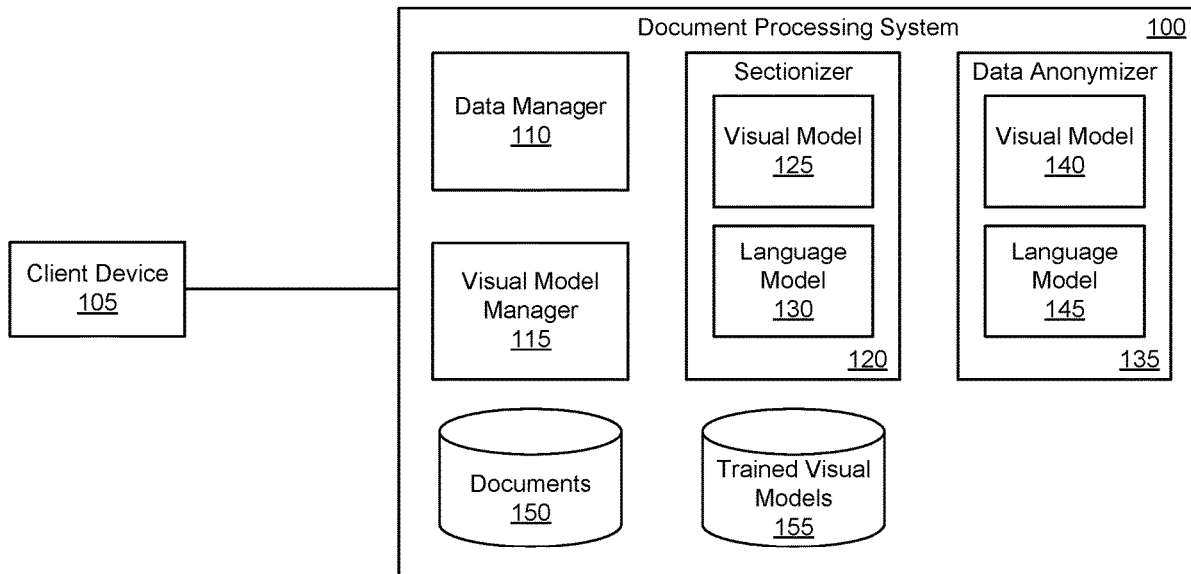 Document Processing System
100
Data Manager
110
Sectionizer
Visual Model
125
Language
Model
130
120
Data Anonymizer
Visual Model
140
Language
Model
145
135
Client Device
105
Visual Model
Manager
115
Documents
150
Trained Visual
Models
155